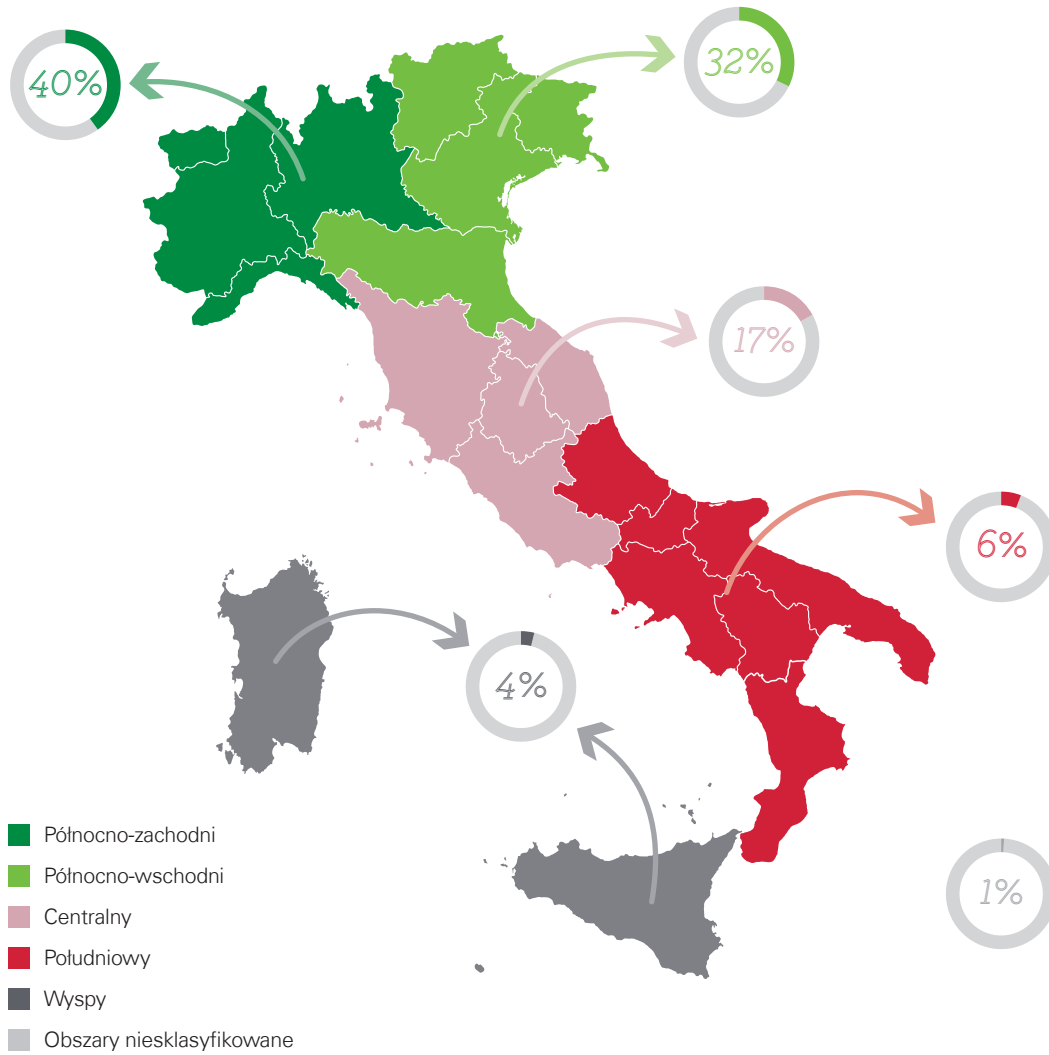 40%
32%
17%
6%
4%
1%
Północno-zachodni
Północno-wschodni
Centralny
Południowy
Wyspy
Obszary niesklasyfikowane